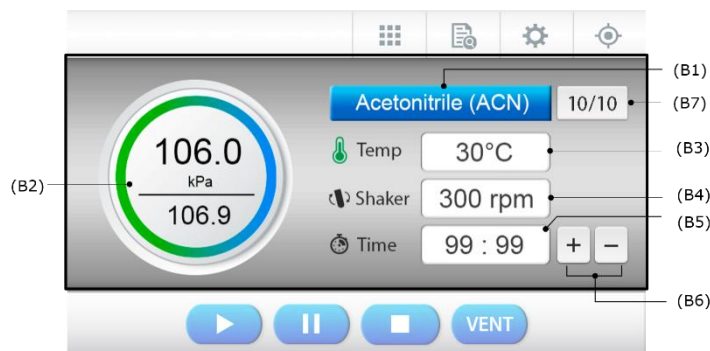 (B1)
Acetonitrile (ACN) 10/10 (B7)
106.0 Temp 30°C (B3)
kPa
(B2) Shaker 300 rpm (B4)
106.9
(B5)
Time 99 : 99 + −
(B6)
VENT